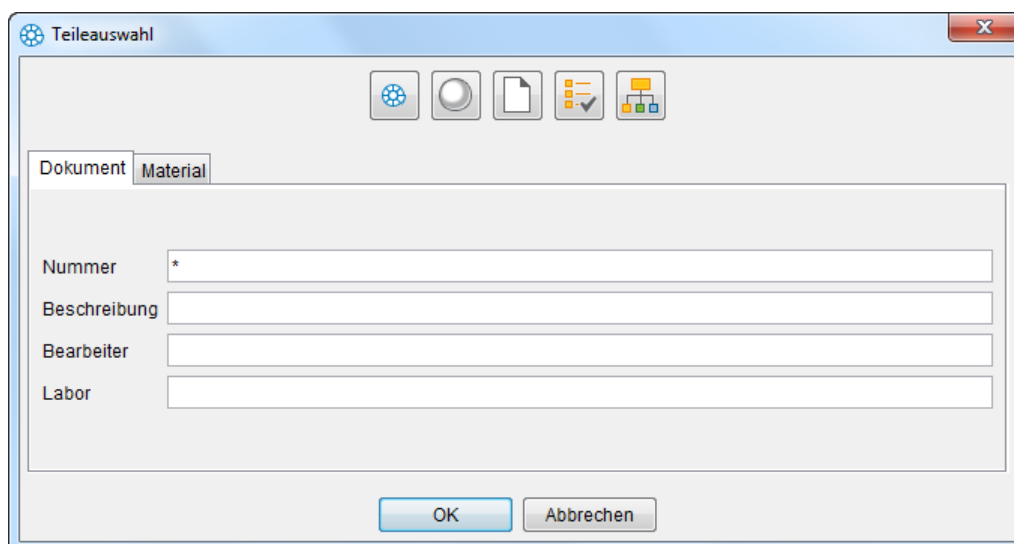 Teileauswahl
Dokument Material
Nummer *
Beschreibung
Bearbeiter
Labor
OK Abbrechen